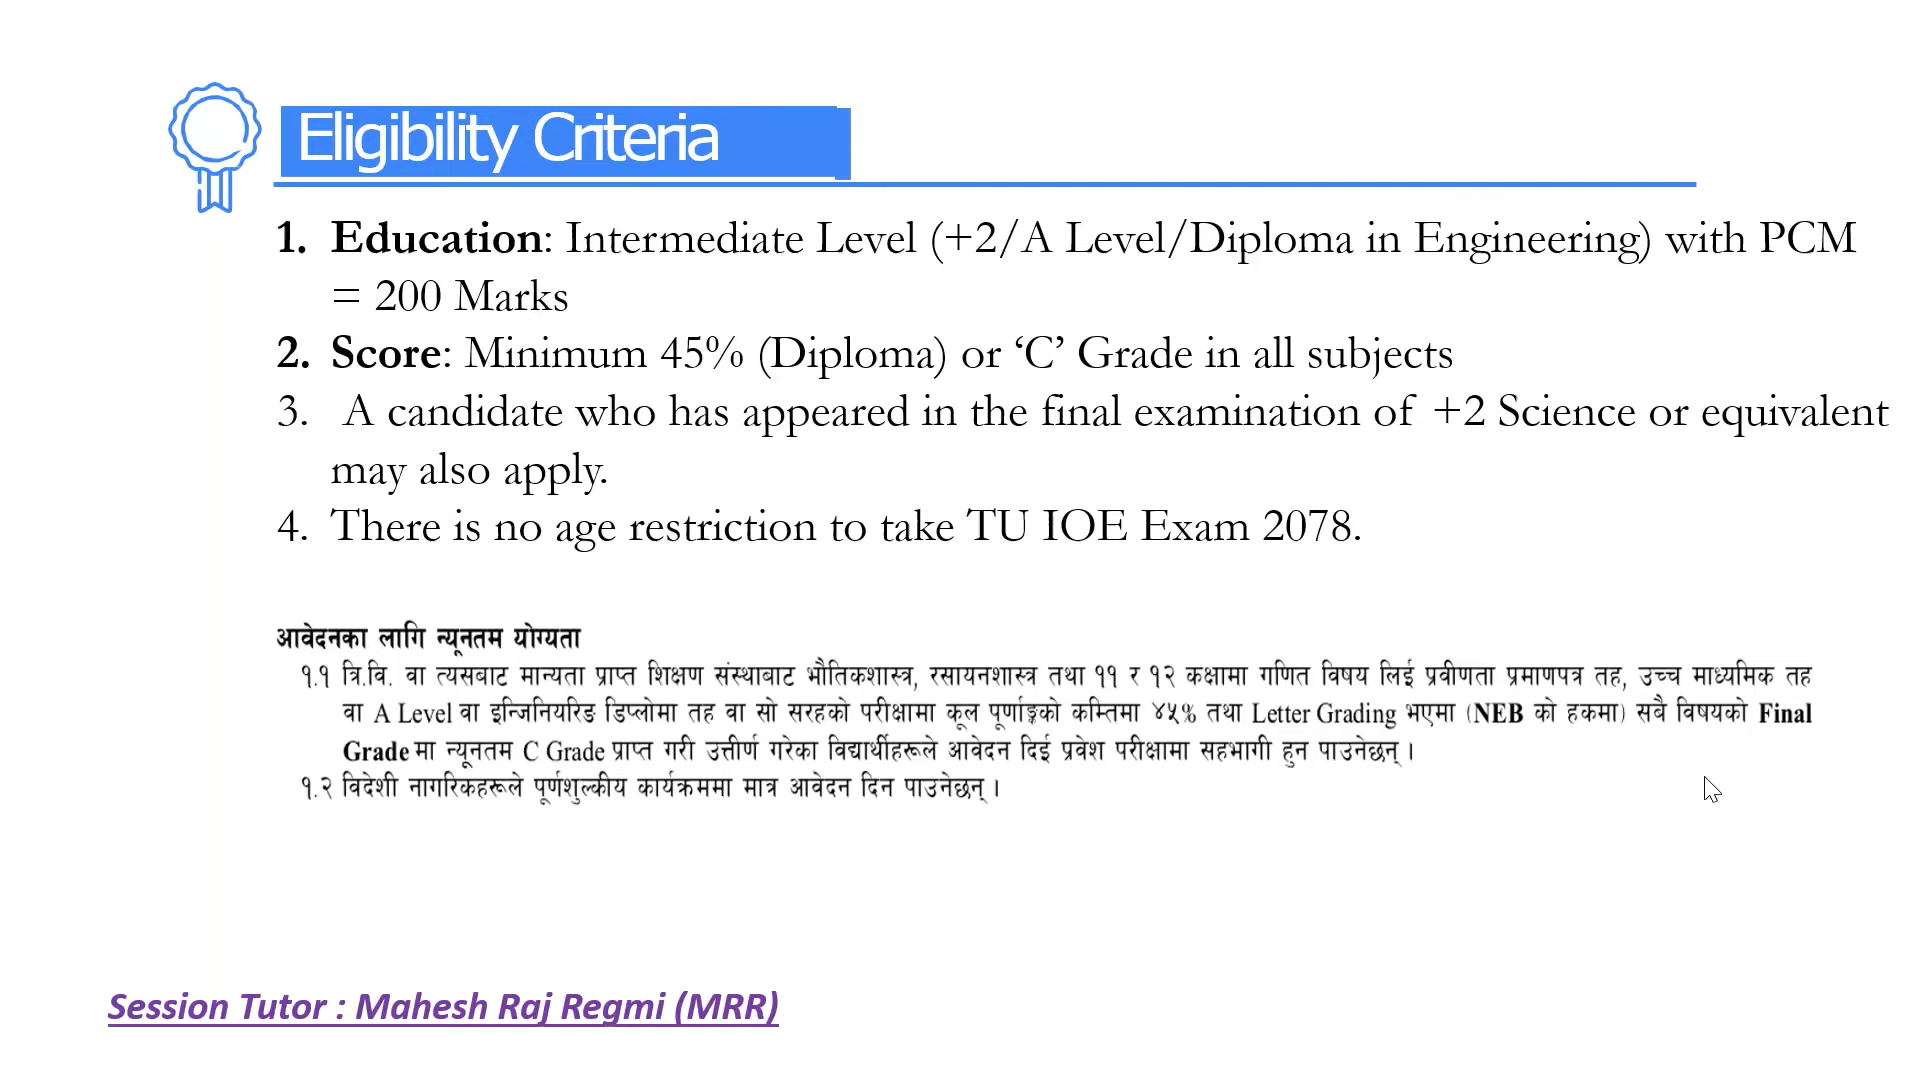 Eligibility Criteria
1. Education: Intermediate Level (+2/A Level/Diploma in Engineering) with PCM
= 200 Marks
2. Score: Minimum 45% (Diploma) or ‘C’ Grade in all subjects
3. A candidate who has appeared in the final examination of +2 Science or equivalent
may also apply.
4. There is no age restriction to take TU IOE Exam 2078.
आवेदनका लागि न्यूनतम योग्यता
१.१ त्रि.वि. वा त्यसबाट मान्यता प्राप्त शिक्षण संस्थाबाट भौतिकशास्त्र, रसायनशास्त्र तथा ११ र १२ कक्षामा गणित विषय लिई प्रवीणता प्रमाणपत्र तह, उच्च माध्यमिक तह
वा A Level वा इन्जिनियरिङ डिप्लोमा तह वा सो सरहको परीक्षामा कूल पूर्णाङ्कको कम्तिमा ४५% तथा Letter Grading भएमा (NEB को हकमा) सबै विषयको Final
Grade मा न्यूनतम C Grade प्राप्त गरी उत्तीर्ण गरेका विद्यार्थीहरूले आवेदन दिई प्रवेश परीक्षामा सहभागी हुन पाउनेछन् ।
१.२ विदेशी नागरिकहरूले पूर्णशुल्कीय कार्यक्रममा मात्र आवेदन दिन पाउनेछन् ।
Session Tutor : Mahesh Raj Regmi (MRR)